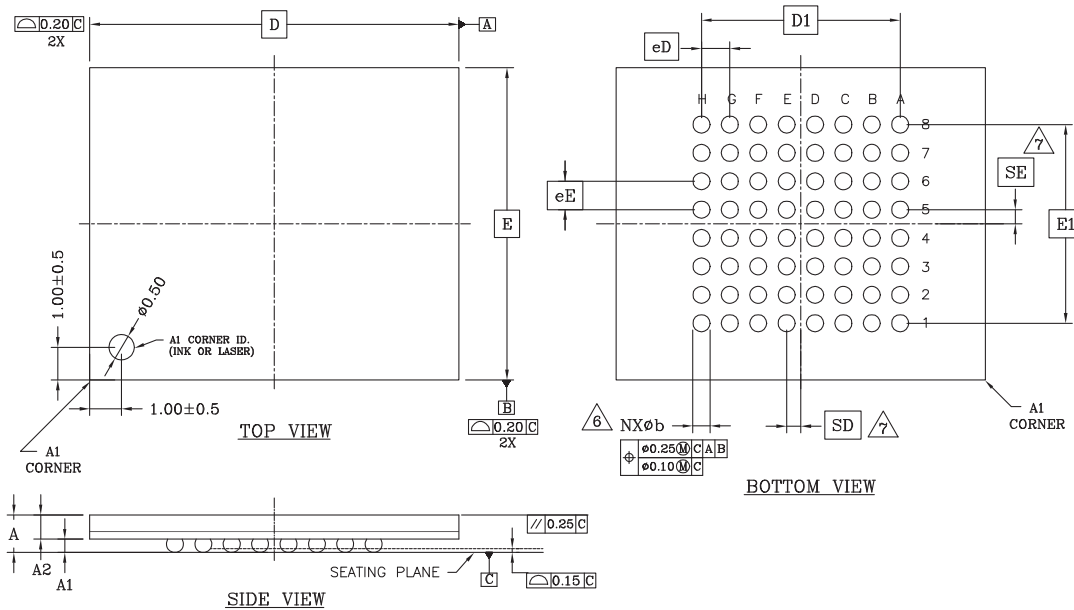 ⌓ 0.20 C
2X
D
A
E
1.00±0.5
ø0.50
A1 CORNER ID.
(INK OR LASER)
1.00±0.5
A1
CORNER
B
⌓ 0.20 C
2X
TOP VIEW
D1
eD
H G F E D C B A
8
7
6
5
4
3
2
1
7
SE
eE
E1
6
NXøb
⌖ ø0.25Ⓜ C A B
ø0.10Ⓜ C
SD
7
A1
CORNER
BOTTOM VIEW
A
A2
A1
// 0.25 C
SEATING PLANE
C
⌓ 0.15 C
SIDE VIEW